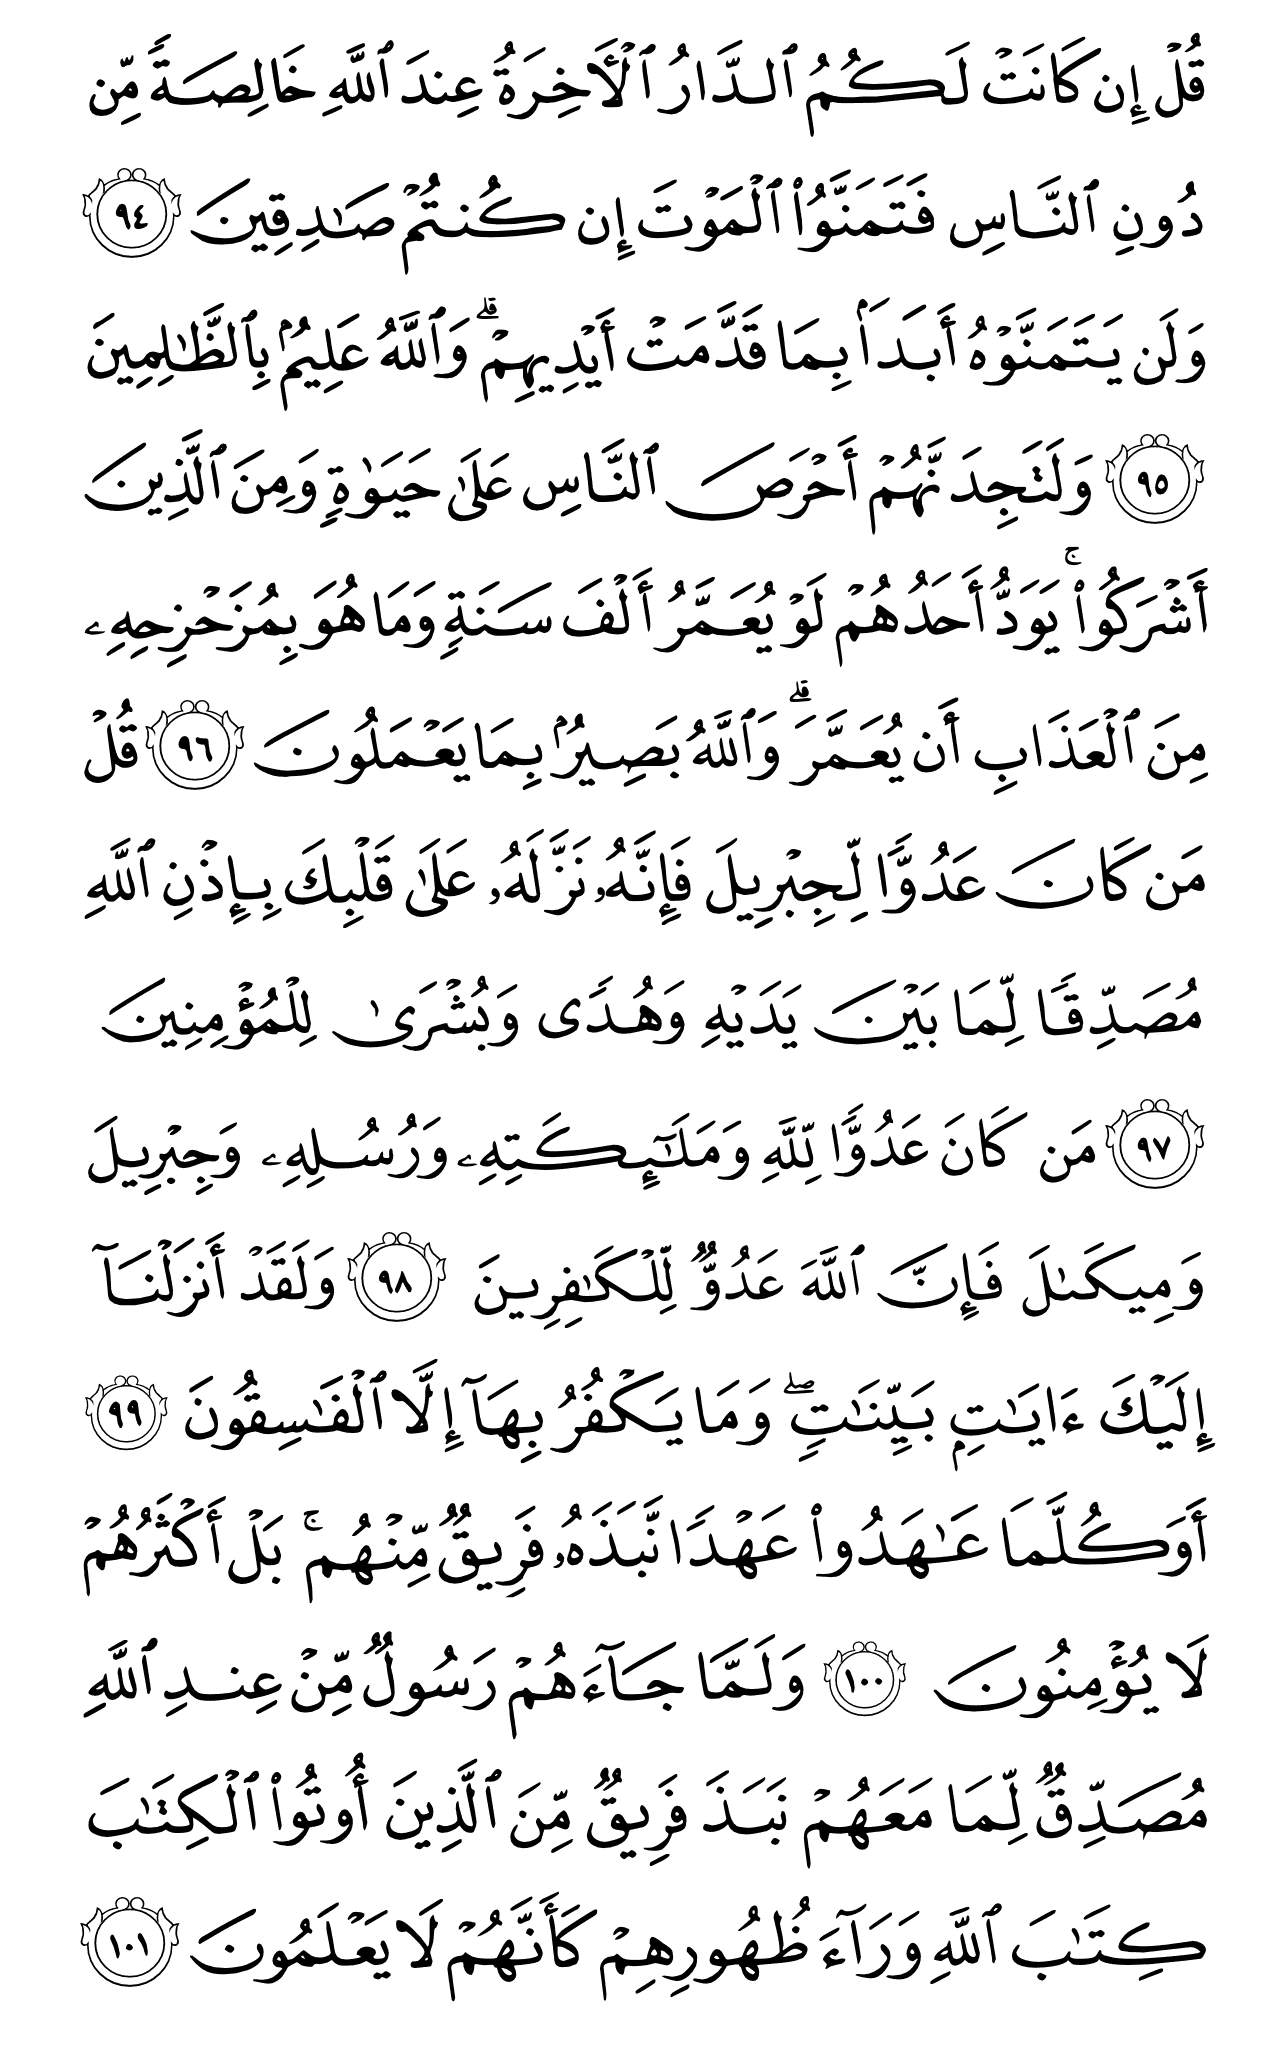 قُلْ إِن كَانَتْ لَكُمُ ٱلدَّارُ ٱلْأَخِرَةُ عِندَ ٱللَّهِ خَالِصَةً مِّن
دُونِ ٱلنَّاسِ فَتَمَنَّوُا۟ ٱلْمَوْتَ إِن كُنتُمْ صَـٰدِقِينَ ٩٤
وَلَن يَتَمَنَّوْهُ أَبَدَۢا بِمَا قَدَّمَتْ أَيْدِيهِمْ ۗ وَٱللَّهُ عَلِيمُۢ بِٱلظَّـٰلِمِينَ
٩٥ وَلَتَجِدَنَّهُمْ أَحْرَصَ ٱلنَّاسِ عَلَىٰ حَيَوٰةٍ وَمِنَ ٱلَّذِينَ
أَشْرَكُوا۟ ۚ يَوَدُّ أَحَدُهُمْ لَوْ يُعَمَّرُ أَلْفَ سَنَةٍ وَمَا هُوَ بِمُزَحْزِحِهِۦ
مِنَ ٱلْعَذَابِ أَن يُعَمَّرَ ۗ وَٱللَّهُ بَصِيرُۢ بِمَا يَعْمَلُونَ ٩٦ قُلْ
مَن كَانَ عَدُوًّا لِّجِبْرِيلَ فَإِنَّهُۥ نَزَّلَهُۥ عَلَىٰ قَلْبِكَ بِإِذْنِ ٱللَّهِ
مُصَدِّقًا لِّمَا بَيْنَ يَدَيْهِ وَهُدًى وَبُشْرَىٰ لِلْمُؤْمِنِينَ
٩٧ مَن كَانَ عَدُوًّا لِّلَّهِ وَمَلَـٰٓئِكَتِهِۦ وَرُسُلِهِۦ وَجِبْرِيلَ
وَمِيكَىٰلَ فَإِنَّ ٱللَّهَ عَدُوٌّ لِّلْكَـٰفِرِينَ ٩٨ وَلَقَدْ أَنزَلْنَآ
إِلَيْكَ ءَايَـٰتِۭ بَيِّنَـٰتٍ ۖ وَمَا يَكْفُرُ بِهَآ إِلَّا ٱلْفَـٰسِقُونَ ٩٩
أَوَكُلَّمَا عَـٰهَدُوا۟ عَهْدًا نَّبَذَهُۥ فَرِيقٌ مِّنْهُم ۚ بَلْ أَكْثَرُهُمْ
لَا يُؤْمِنُونَ ١٠٠ وَلَمَّا جَآءَهُمْ رَسُولٌ مِّنْ عِندِ ٱللَّهِ
مُصَدِّقٌ لِّمَا مَعَهُمْ نَبَذَ فَرِيقٌ مِّنَ ٱلَّذِينَ أُوتُوا۟ ٱلْكِتَـٰبَ
كِتَـٰبَ ٱللَّهِ وَرَآءَ ظُهُورِهِمْ كَأَنَّهُمْ لَا يَعْلَمُونَ ١٠١